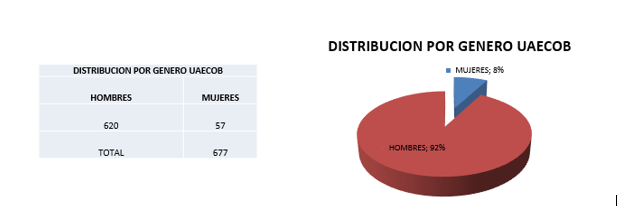 DISTRIBUCION POR GENERO UAECOB
HOMBRES MUJERES
620 57
TOTAL 677
DISTRIBUCION POR GENERO UAECOB
MUJERES; 8%
HOMBRES; 92%